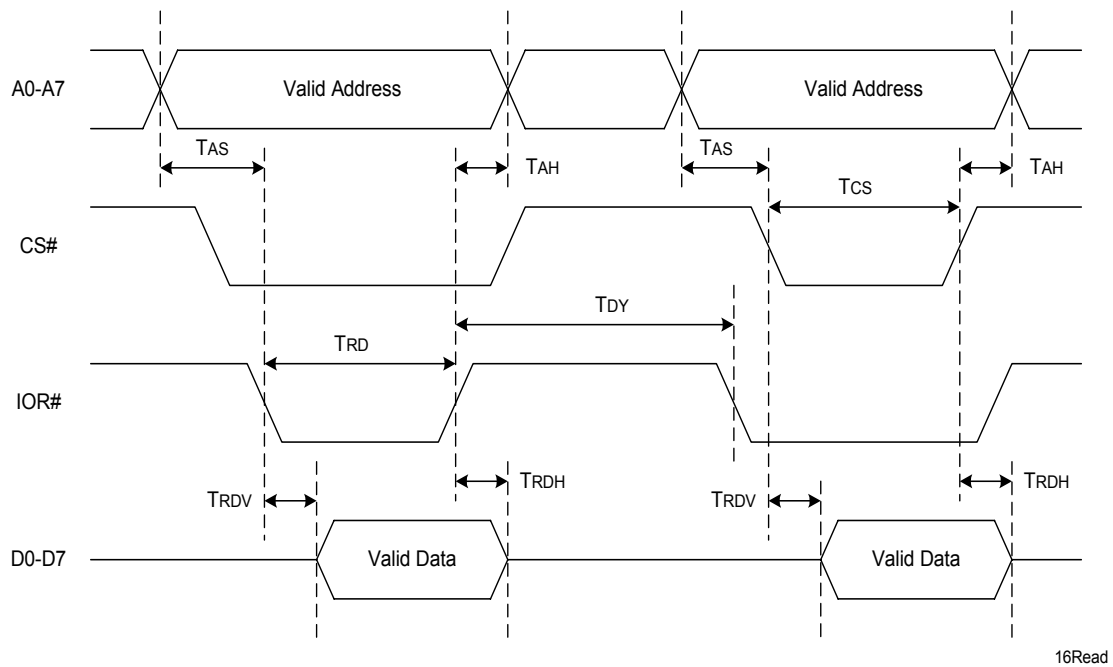 A0-A7
Valid Address
Valid Address
TAS
TAH
TAS
TAH
TCS
CS#
TDY
TRD
IOR#
TRDV
TRDH
TRDV
TRDH
D0-D7
Valid Data
Valid Data
16Read